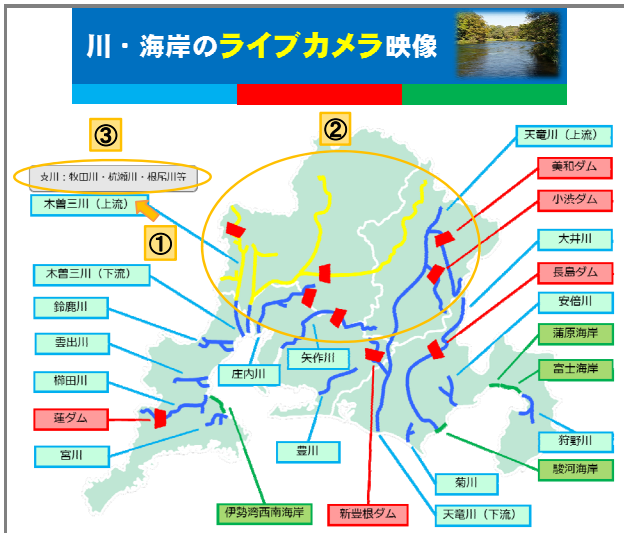 川・海岸のライブカメラ映像
③
②
支川：牧田川・杭瀬川・根尾川等
木曽三川（上流）
①
木曽三川（下流）
鈴鹿川
雲出川
櫛田川
蓮ダム
宮川
庄内川
矢作川
豊川
伊勢湾西南海岸
新豊根ダム
天竜川（上流）
美和ダム
小渋ダム
大井川
長島ダム
安倍川
蒲原海岸
富士海岸
狩野川
駿河海岸
菊川
天竜川（下流）